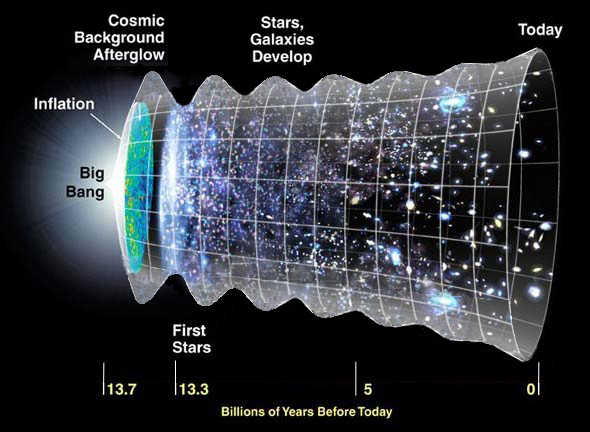 Cosmic
Background
Afterglow
Stars,
Galaxies
Develop
Today
Inflation
Big
Bang
First
Stars
13.7
13.3
5
0
Billions of Years Before Today